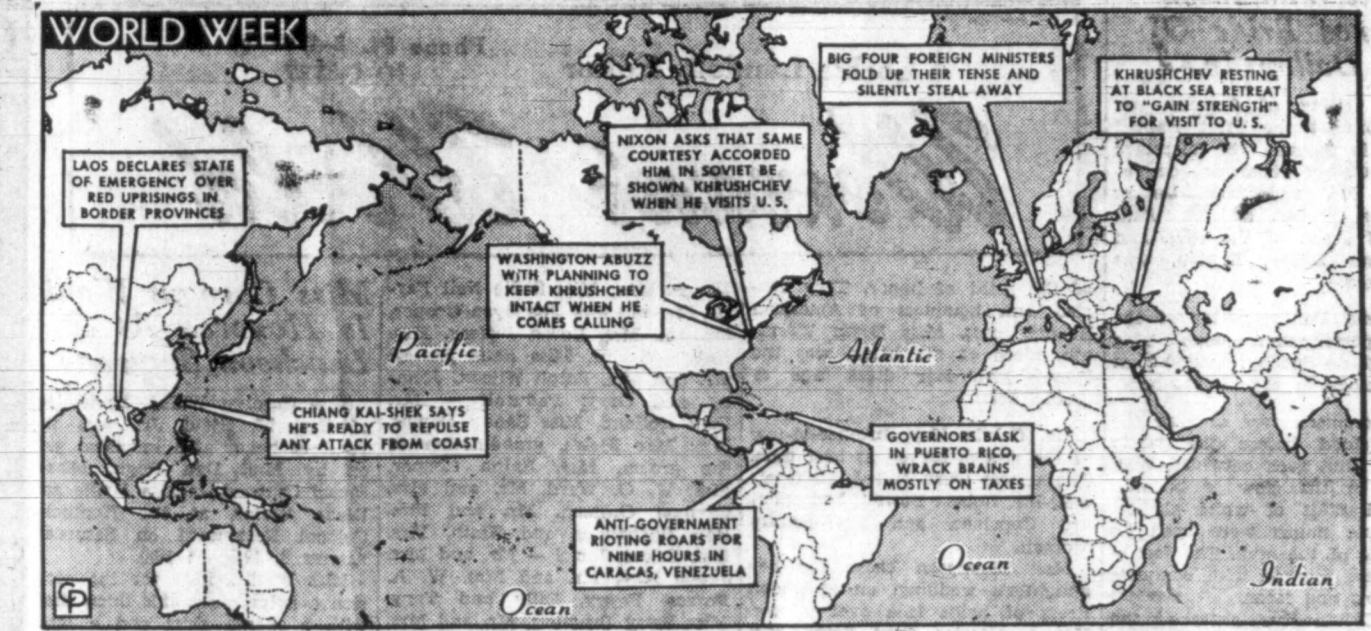 WORLD WEEK
LAOS DECLARES STATE
OF EMERGENCY OVER
RED UPRISINGS IN
BORDER PROVINCES
NIXON ASKS THAT SAME
COURTESY ACCORDED
HIM IN SOVIET BE
SHOWN KHRUSHCHEV
WHEN HE VISITS U. S.
BIG FOUR FOREIGN MINISTERS
FOLD UP THEIR TENSE AND
SILENTLY STEAL AWAY
KHRUSHCHEV RESTING
AT BLACK SEA RETREAT
TO "GAIN STRENGTH"
FOR VISIT TO U. S.
WASHINGTON ABUZZ
WITH PLANNING TO
KEEP KHRUSHCHEV
INTACT WHEN HE
COMES CALLING
Pacific
Atlantic
CHIANG KAI-SHEK SAYS
HE'S READY TO REPULSE
ANY ATTACK FROM COAST
GOVERNORS BASK
IN PUERTO RICO,
WRACK BRAINS
MOSTLY ON TAXES
ANTI-GOVERNMENT
RIOTING ROARS FOR
NINE HOURS IN
CARACAS, VENEZUELA
Ocean
Ocean
Indian
CP